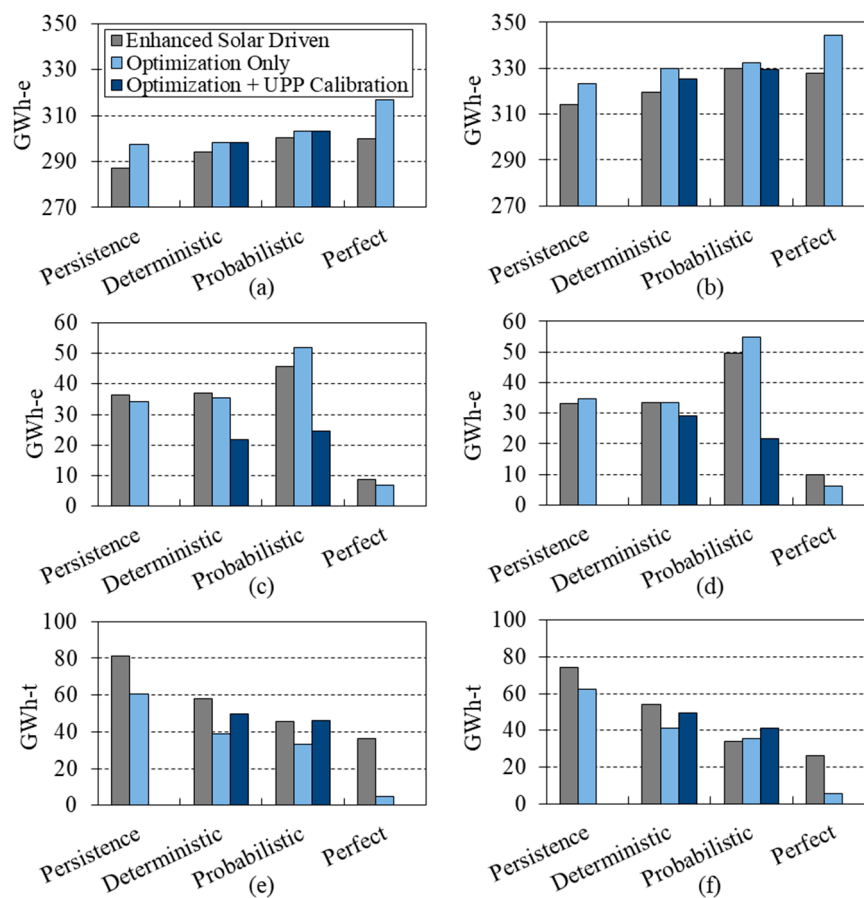 350
330
310
290
270
GWh-e
Enhanced Solar Driven
Optimization Only
Optimization + UPP Calibration
Persistence
Deterministic
Probabilistic
Perfect
(a)
350
330
310
290
270
GWh-e
Persistence
Deterministic
Probabilistic
Perfect
(b)
60
50
40
30
20
10
0
GWh-e
Persistence
Deterministic
Probabilistic
Perfect
(c)
60
50
40
30
20
10
0
GWh-e
Persistence
Deterministic
Probabilistic
Perfect
(d)
100
80
60
40
20
0
GWh-t
Persistence
Deterministic
Probabilistic
Perfect
(e)
100
80
60
40
20
0
GWh-t
Persistence
Deterministic
Probabilistic
Perfect
(f)